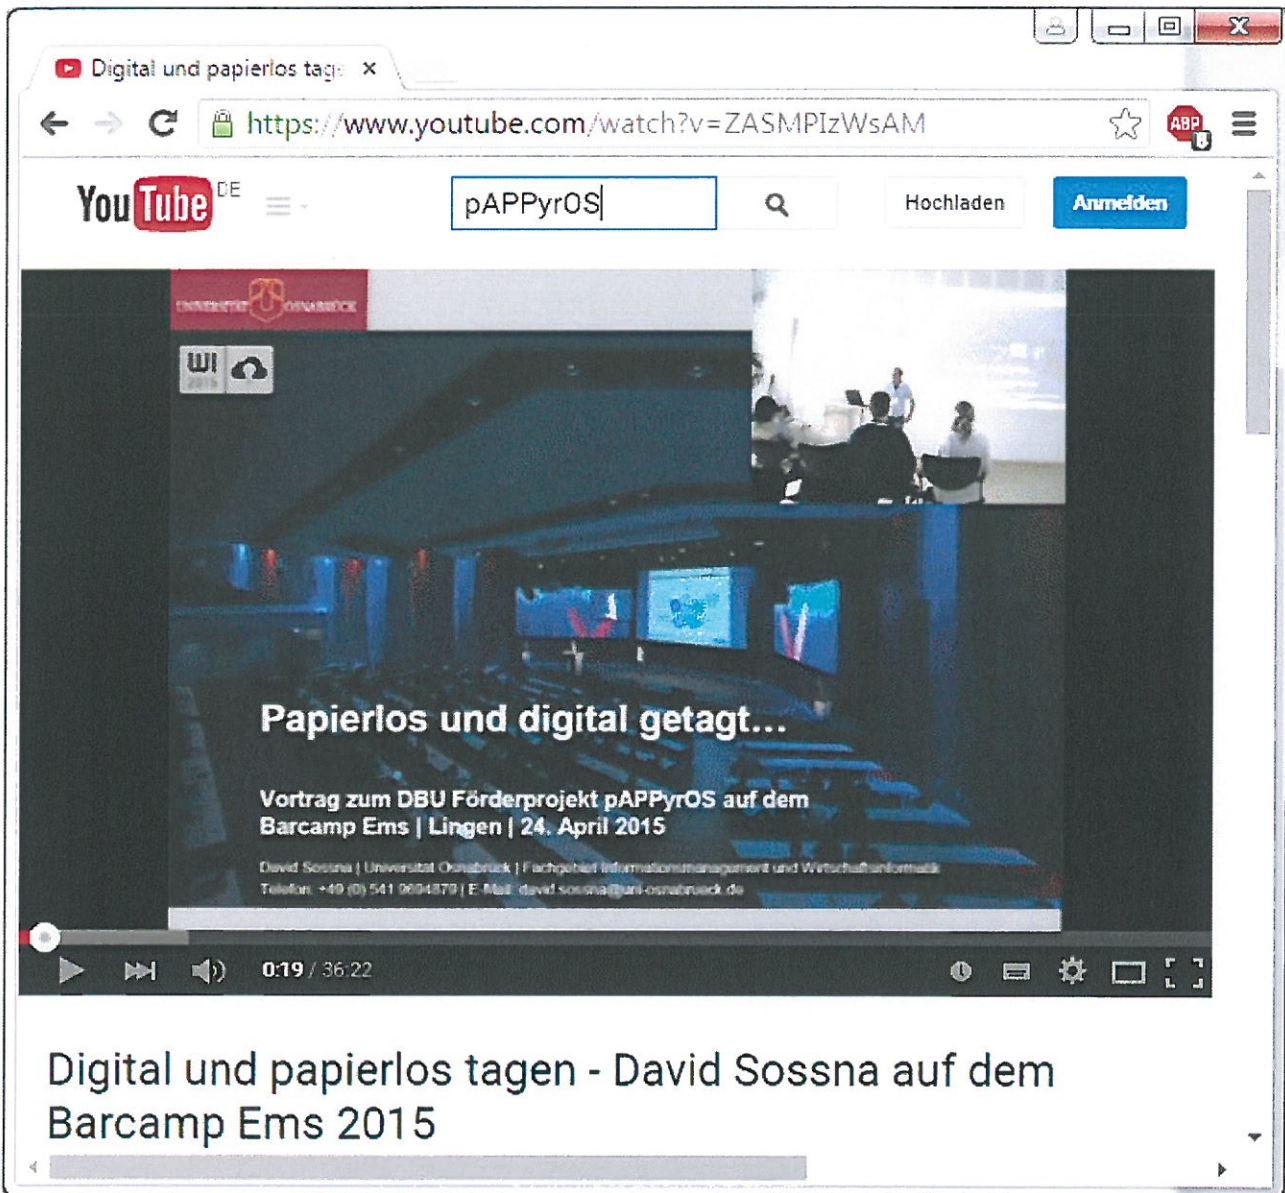 Digital und papierlos tag
https://www.youtube.com/watch?v=ZASMPIzWsAM
ABP
YouTube DE
pAPPyrOS
Hochladen
Anmelden
UNIVERSITÄT OSNABRÜCK
WI
2015
Papierlos und digital getagt...
Vortrag zum DBU Förderprojekt pAPPyrOS auf dem
Barcamp Ems | Lingen | 24. April 2015
David Sossna | Universität Osnabrück | Fachgebiet Informationsmanagement und Wirtschaftsinformatik
Telefon: +49 (0) 541 9694879 | E-Mail: david.sossna@uni-osnabrueck.de
0:19 / 36:22
Digital und papierlos tagen - David Sossna auf dem
Barcamp Ems 2015